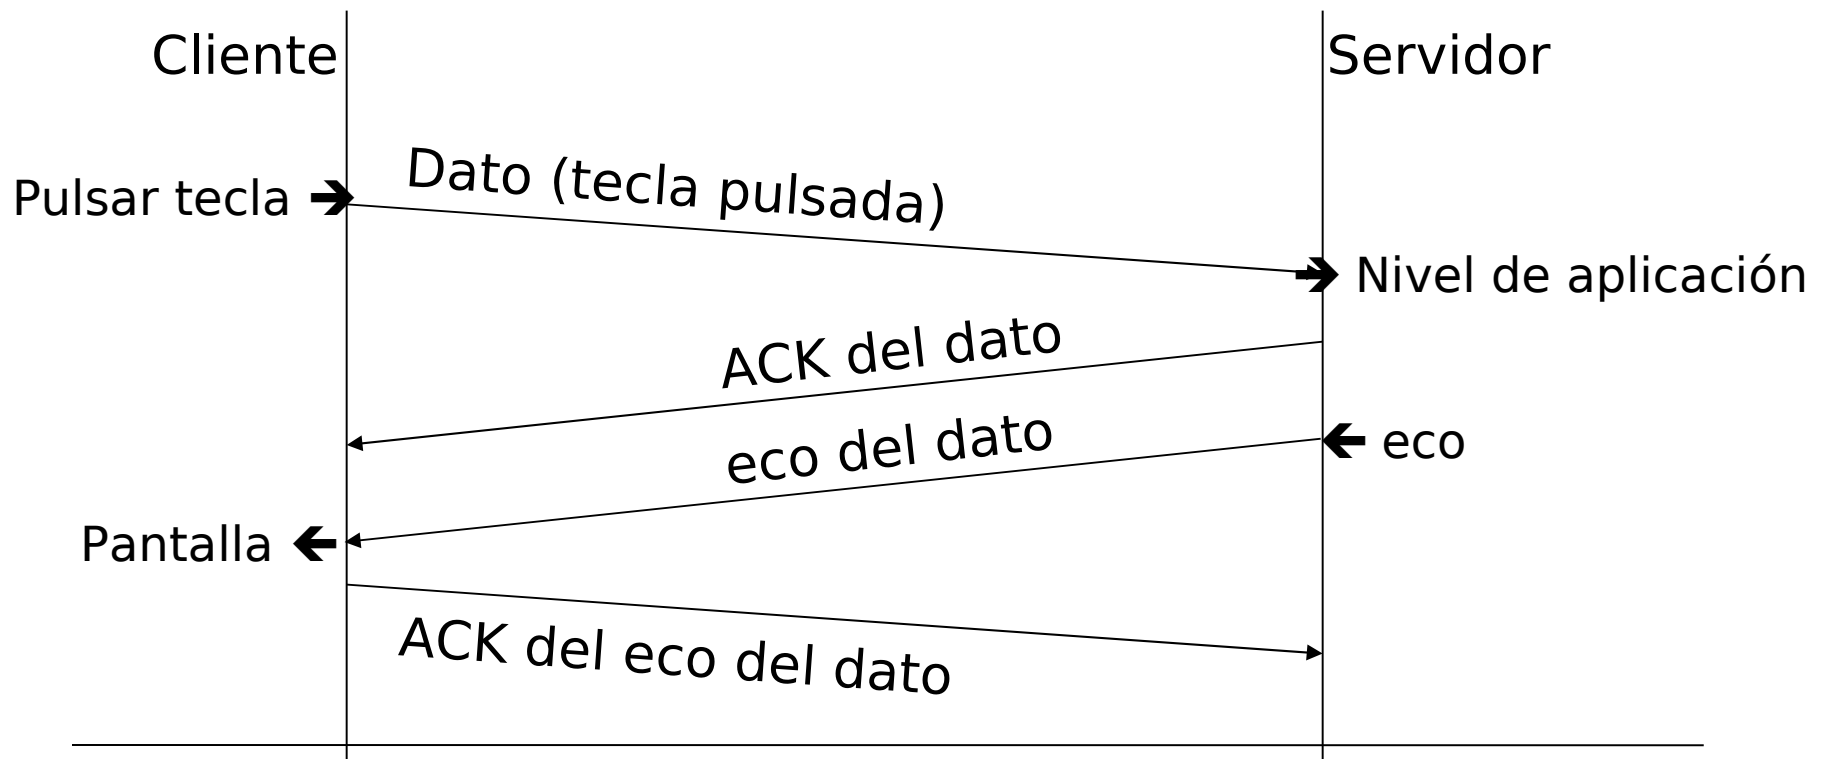 Cliente
Servidor
Pulsar tecla
Dato (tecla pulsada)
Nivel de aplicación
ACK del dato
eco del dato
eco
Pantalla
ACK del eco del dato